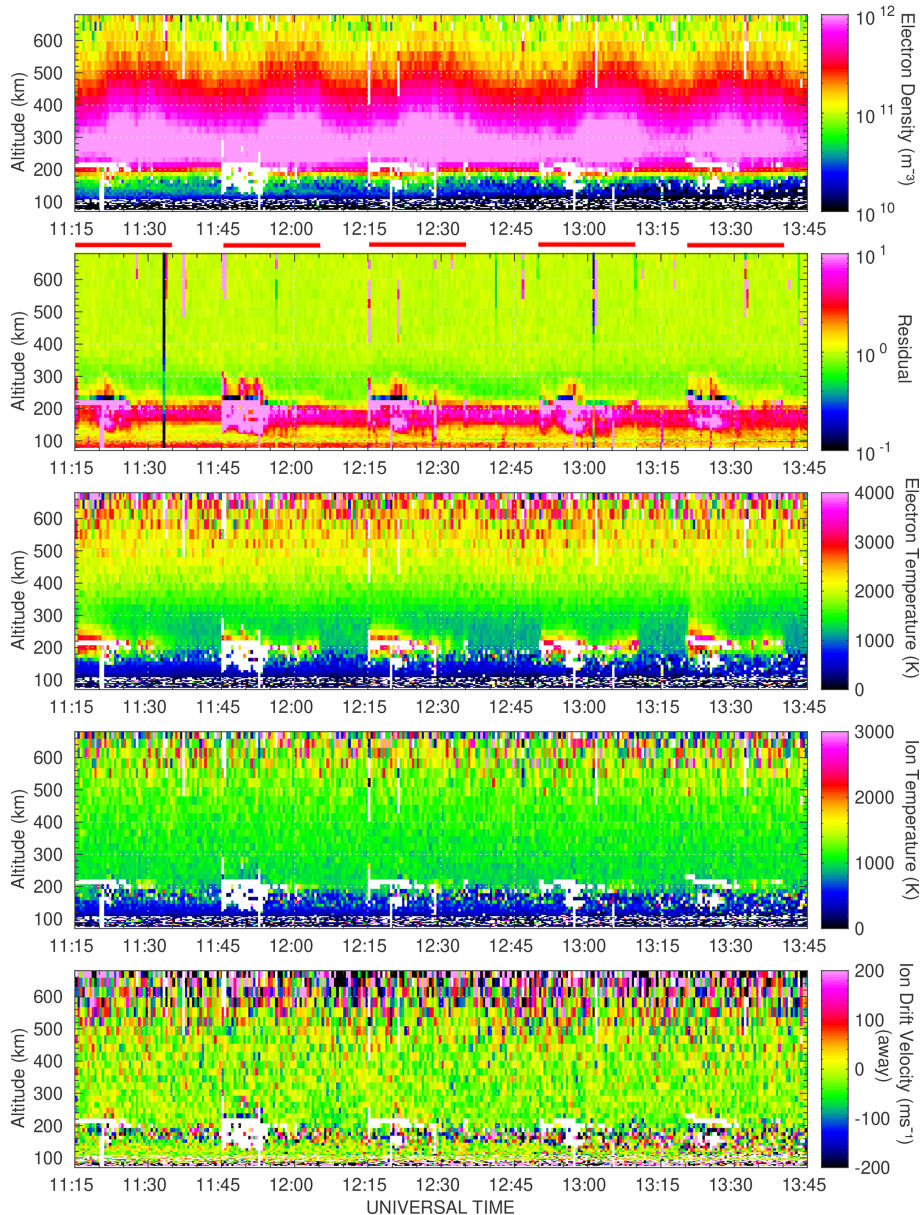 600
500
400
300
200
100
Altitude (km)
11:15 11:30 11:45 12:00 12:15 12:30 12:45 13:00 13:15 13:30 13:45
10¹²
10¹¹
10¹⁰
Electron Density (m⁻³)
600
500
400
300
200
100
Altitude (km)
11:15 11:30 11:45 12:00 12:15 12:30 12:45 13:00 13:15 13:30 13:45
10¹
10⁰
10⁻¹
Residual
600
500
400
300
200
100
Altitude (km)
11:15 11:30 11:45 12:00 12:15 12:30 12:45 13:00 13:15 13:30 13:45
4000
3000
2000
1000
0
Electron Temperature (K)
600
500
400
300
200
100
Altitude (km)
11:15 11:30 11:45 12:00 12:15 12:30 12:45 13:00 13:15 13:30 13:45
3000
2000
1000
0
Ion Temperature (K)
600
500
400
300
200
100
Altitude (km)
11:15 11:30 11:45 12:00 12:15 12:30 12:45 13:00 13:15 13:30 13:45
UNIVERSAL TIME
200
100
0
-100
-200
Ion Drift Velocity (ms⁻¹)
(away)